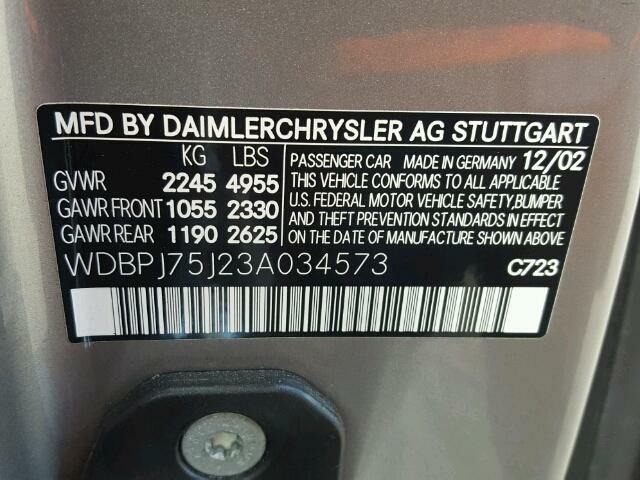 MFD BY DAIMLERCHRYSLER AG STUTTGART
KG LBS
GVWR 2245 4955
GAWR FRONT 1055 2330
GAWR REAR 1190 2625
PASSENGER CAR MADE IN GERMANY 12/02
THIS VEHICLE CONFORMS TO ALL APPLICABLE
U.S. FEDERAL MOTOR VEHICLE SAFETY,BUMPER
AND THEFT PREVENTION STANDARDS IN EFFECT
ON DATE OF MANUFACTURE SHOWN ABOVE
WDBPJ75J23A034573
C723